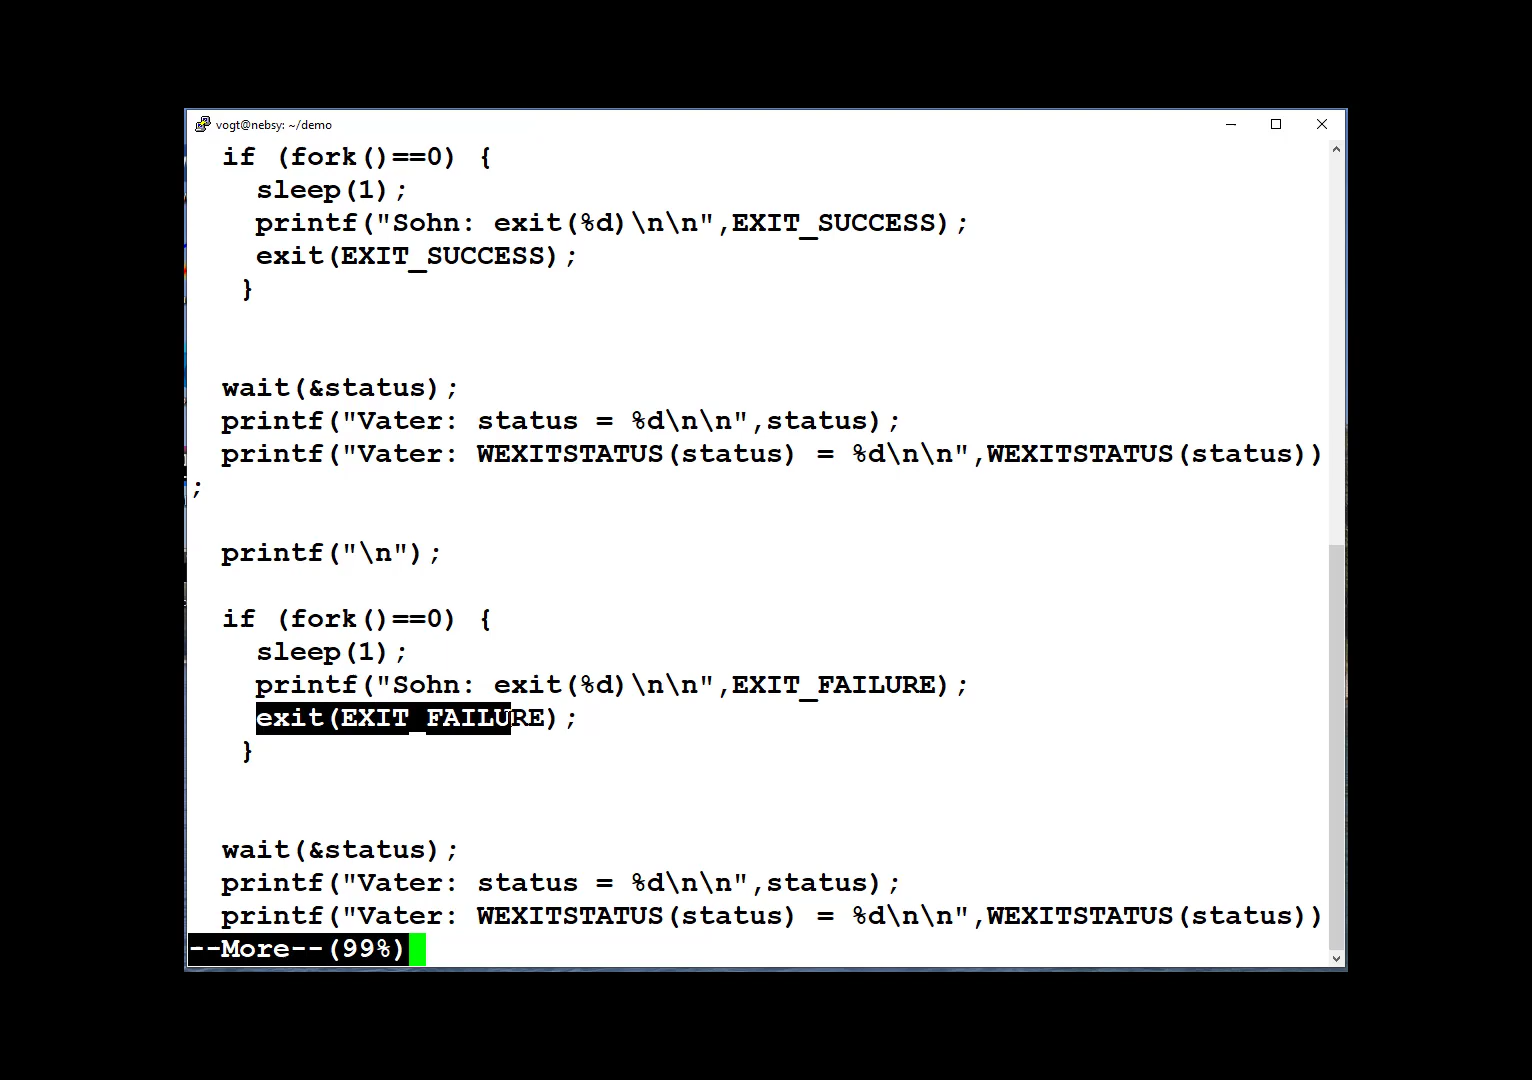 vogt@nebsy: ~/demo
if (fork()==0) {
sleep(1);
printf("Sohn: exit(%d)\n\n",EXIT_SUCCESS);
exit(EXIT_SUCCESS);
}
wait(&status);
printf("Vater: status = %d\n\n",status);
printf("Vater: WEXITSTATUS(status) = %d\n\n",WEXITSTATUS(status))
;
printf("\n");
if (fork()==0) {
sleep(1);
printf("Sohn: exit(%d)\n\n",EXIT_FAILURE);
exit(EXIT_FAILURE);
}
wait(&status);
printf("Vater: status = %d\n\n",status);
printf("Vater: WEXITSTATUS(status) = %d\n\n",WEXITSTATUS(status))
--More--(99%)